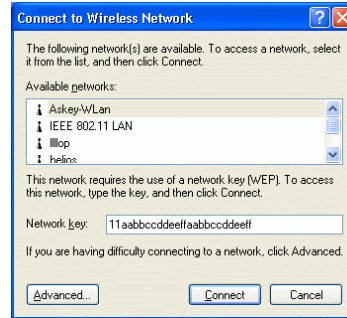 Connect to Wireless Network
The following network(s) are available. To access a network, select
it from the list, and then click Connect.
Available networks:
Askey-WLan
IEEE 802.11 LAN
helios
This network requires the use of a network key (WEP). To access
this network, type the key, and then click Connect.
Network key:
11aabbccddeeffaabbccddeeff
If you are having difficulty connecting to a network, click Advanced.
Advanced...
Connect
Cancel